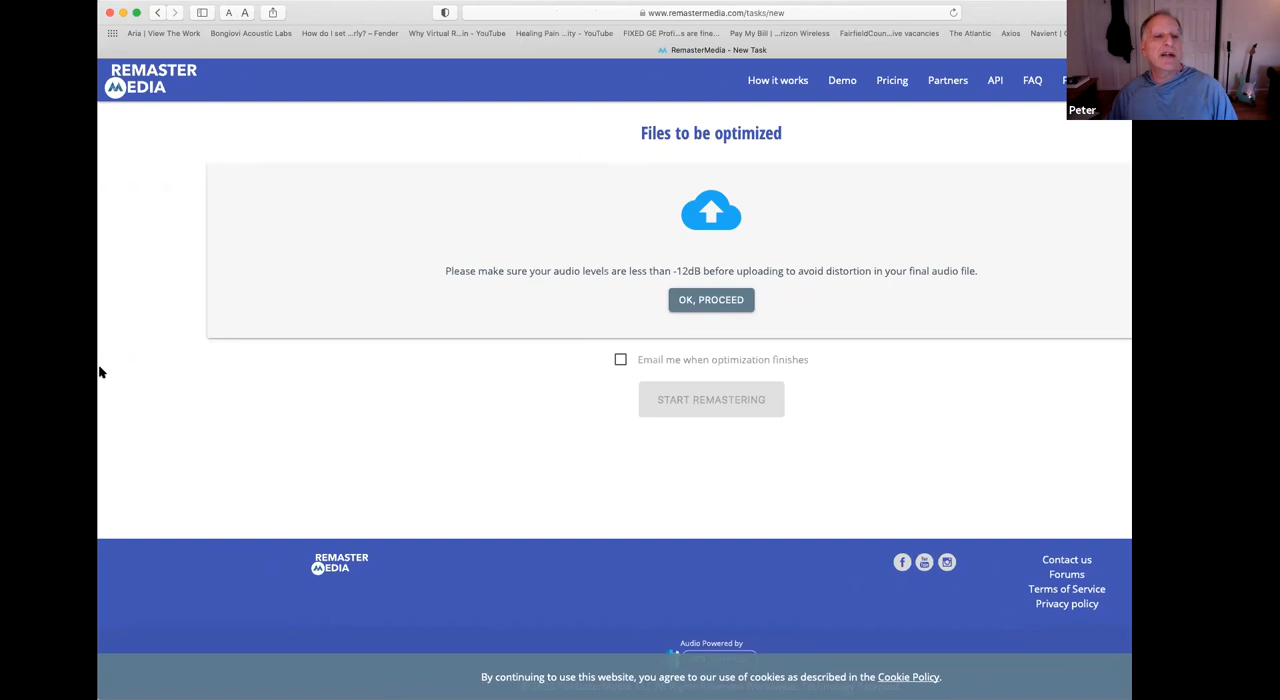 www.remastermedia.com/tasks/new
Aria | View The Work Bongiovi Acoustic Labs How do I set ...rly? – Fender Why Virtual R...in - YouTube Healing Pain ...ity - YouTube FIXED GE Profi...s are fine... Pay My Bill | ...rizon Wireless FairfieldCoun...ive vacancies The Atlantic Axios Navient (
RemasterMedia - New Task
REMASTER
MEDIA
How it works Demo Pricing Partners API FAQ
Peter
Files to be optimized
Please make sure your audio levels are less than -12dB before uploading to avoid distortion in your final audio file.
OK, PROCEED
Email me when optimization finishes
START REMASTERING
REMASTER
MEDIA
Contact us
Forums
Terms of Service
Privacy policy
Audio Powered by
By continuing to use this website, you agree to our use of cookies as described in the Cookie Policy.